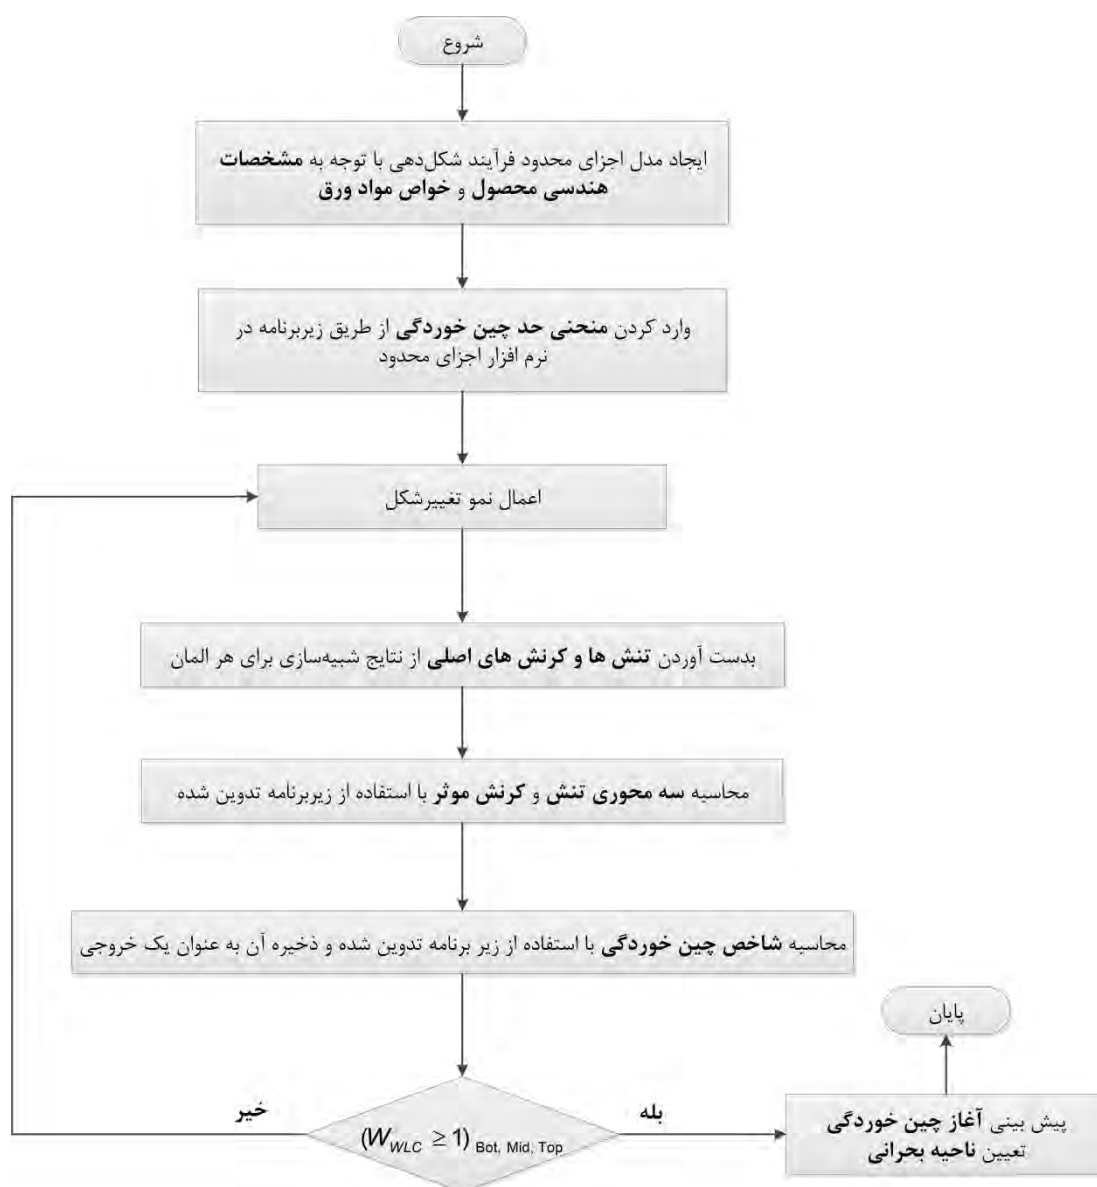 شروع
ایجاد مدل اجزای محدود فرآیند شکل‌دهی با توجه به مشخصات
هندسی محصول و خواص مواد ورق
وارد کردن منحنی حد چین خوردگی از طریق زیربرنامه در
نرم افزار اجزای محدود
اعمال نمو تغییرشکل
بدست آوردن تنش ها و کرنش های اصلی از نتایج شبیه‌سازی برای هر المان
محاسبه سه محوری تنش و کرنش موثر با استفاده از زیربرنامه تدوین شده
محاسبه شاخص چین خوردگی با استفاده از زیر برنامه تدوین شده و ذخیره آن به عنوان یک خروجی
(W_WLC ≥ 1) Bot, Mid, Top
خیر
بله
پیش بینی آغاز چین خوردگی
تعیین ناحیه بحرانی
پایان